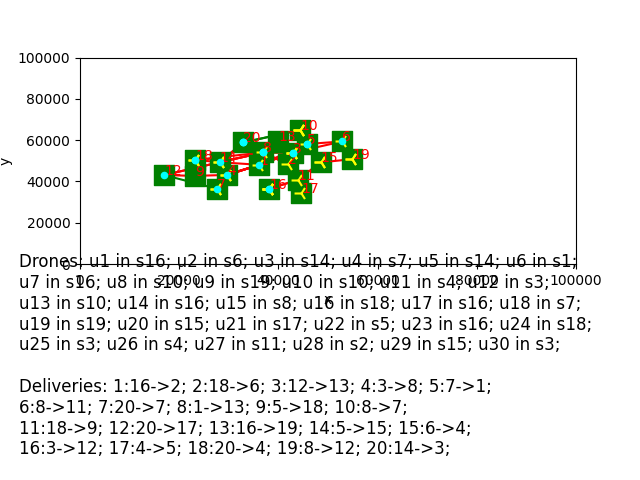 100000
80000
60000
40000
20000
0
y
0 20000 40000 60000 80000 100000
x
Drones: u1 in s16; u2 in s6; u3 in s14; u4 in s7; u5 in s14; u6 in s1;
u7 in s16; u8 in s10; u9 in s19; u10 in s16; u11 in s4; u12 in s3;
u13 in s10; u14 in s16; u15 in s8; u16 in s18; u17 in s16; u18 in s7;
u19 in s19; u20 in s15; u21 in s17; u22 in s5; u23 in s16; u24 in s18;
u25 in s3; u26 in s4; u27 in s11; u28 in s2; u29 in s15; u30 in s3;
Deliveries: 1:16->2; 2:18->6; 3:12->13; 4:3->8; 5:7->1;
6:8->11; 7:20->7; 8:1->13; 9:5->18; 10:8->7;
11:18->9; 12:20->17; 13:16->19; 14:5->15; 15:6->4;
16:3->12; 17:4->5; 18:20->4; 19:8->12; 20:14->3;